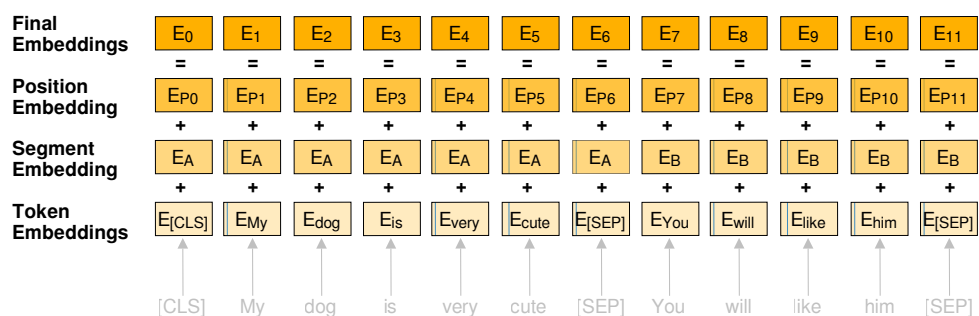 Final Embeddings E0 E1 E2 E3 E4 E5 E6 E7 E8 E9 E10 E11
= = = = = = = = = = = =
Position Embedding EP0 EP1 EP2 EP3 EP4 EP5 EP6 EP7 EP8 EP9 EP10 EP11
+ + + + + + + + + + + +
Segment Embedding EA EA EA EA EA EA EA EB EB EB EB EB
+ + + + + + + + + + + +
Token Embeddings E[CLS] EMy Edog Eis Every Ecute E[SEP] EYou Ewill Elike Ehim E[SEP]
[CLS] My dog is very cute [SEP] You will like him [SEP]